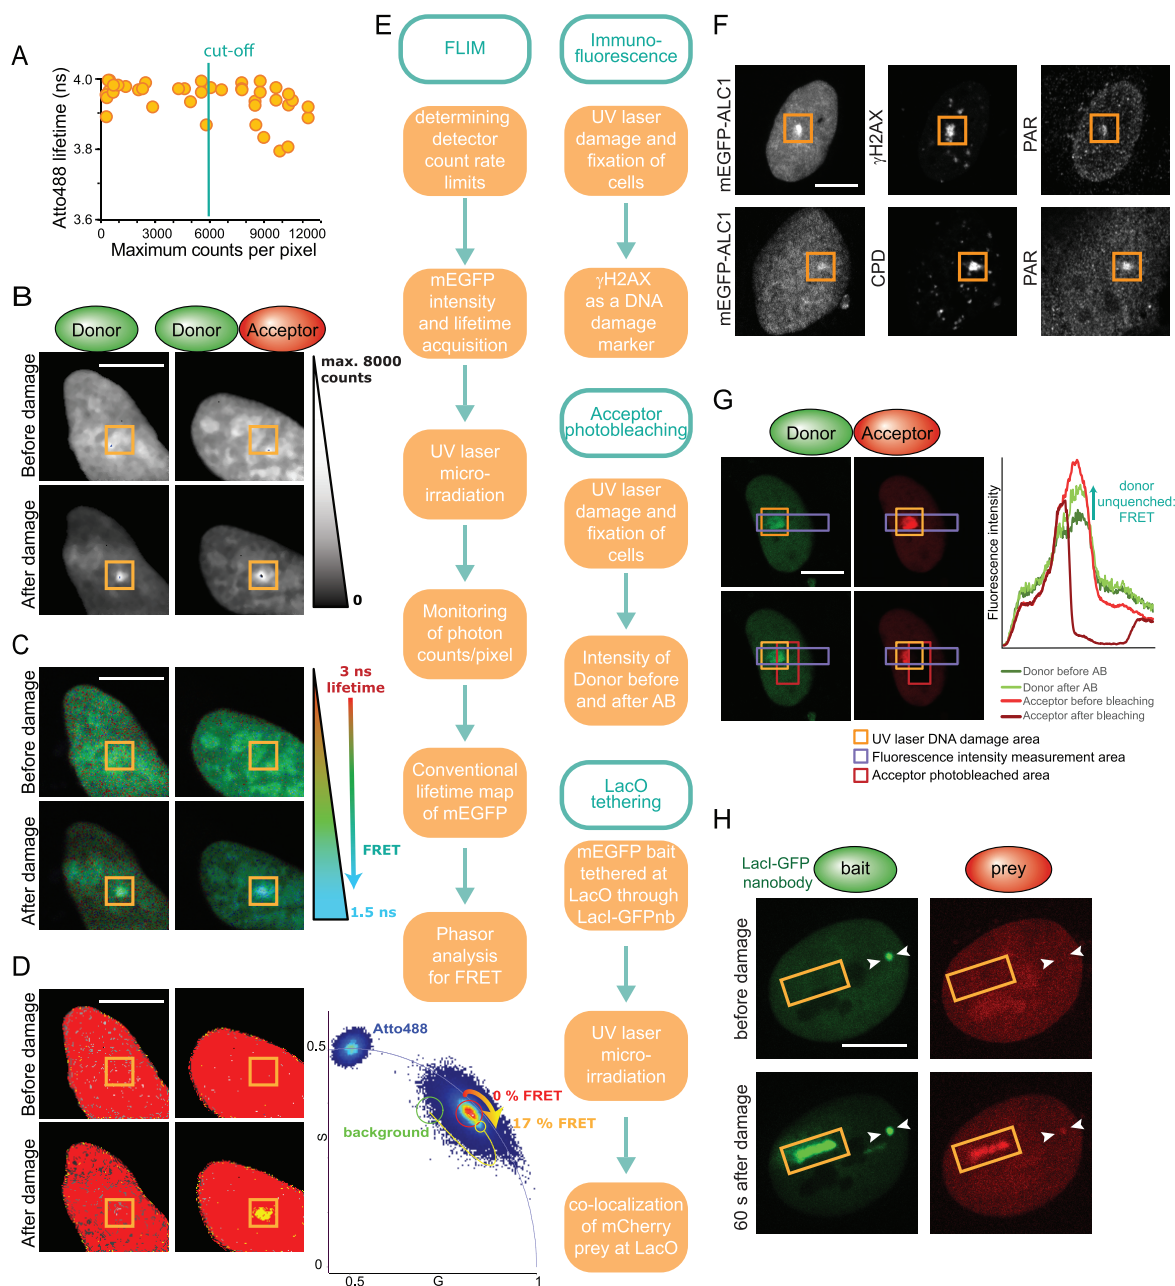 A
cut-off
Atto488 lifetime (ns)
4.0
3.8
3.6
0
3000
6000
9000
12000
Maximum counts per pixel
B
Donor
Donor
Acceptor
Before damage
After damage
max. 8000
counts
0
C
Before damage
After damage
3 ns
lifetime
FRET
1.5 ns
D
Before damage
After damage
Atto488
0.5
0 % FRET
17 % FRET
background
S
0
0.5
G
1
E
FLIM
determining
detector
count rate
limits
mEGFP
intensity
and lifetime
acquisition
UV laser
micro-
irradiation
Monitoring
of photon
counts/pixel
Conventional
lifetime map
of mEGFP
Phasor
analysis
for FRET
Immuno-
fluorescence
UV laser
damage and
fixation of
cells
γH2AX
as a DNA
damage
marker
Acceptor
photobleaching
UV laser
damage and
fixation of
cells
Intensity of
Donor before
and after AB
LacO
tethering
mEGFP bait
tethered at
LacO through
LacI-GFPnb
UV laser
micro-
irradiation
co-localization
of mCherry
prey at LacO
F
mEGFP-ALC1
γH2AX
PAR
mEGFP-ALC1
CPD
PAR
G
Donor
Acceptor
Fluorescence intensity
donor
unquenched:
FRET
Donor before AB
Donor after AB
Acceptor before bleaching
Acceptor after bleaching
UV laser DNA damage area
Fluorescence intensity measurement area
Acceptor photobleached area
H
LacI-GFP
nanobody
bait
prey
before damage
60 s after damage